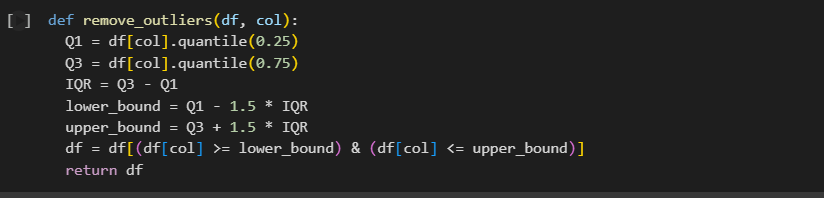 [ ] def remove_outliers(df, col):
Q1 = df[col].quantile(0.25)
Q3 = df[col].quantile(0.75)
IQR = Q3 - Q1
lower_bound = Q1 - 1.5 * IQR
upper_bound = Q3 + 1.5 * IQR
df = df[(df[col] >= lower_bound) & (df[col] <= upper_bound)]
return df